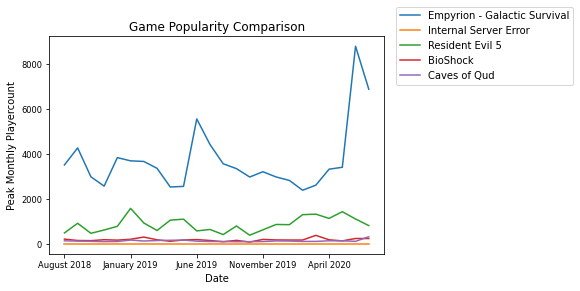 Game Popularity Comparison
Empyrion - Galactic Survival
Internal Server Error
Resident Evil 5
BioShock
Caves of Qud
Peak Monthly Playercount
8000
6000
4000
2000
0
August 2018 January 2019 June 2019 November 2019 April 2020
Date